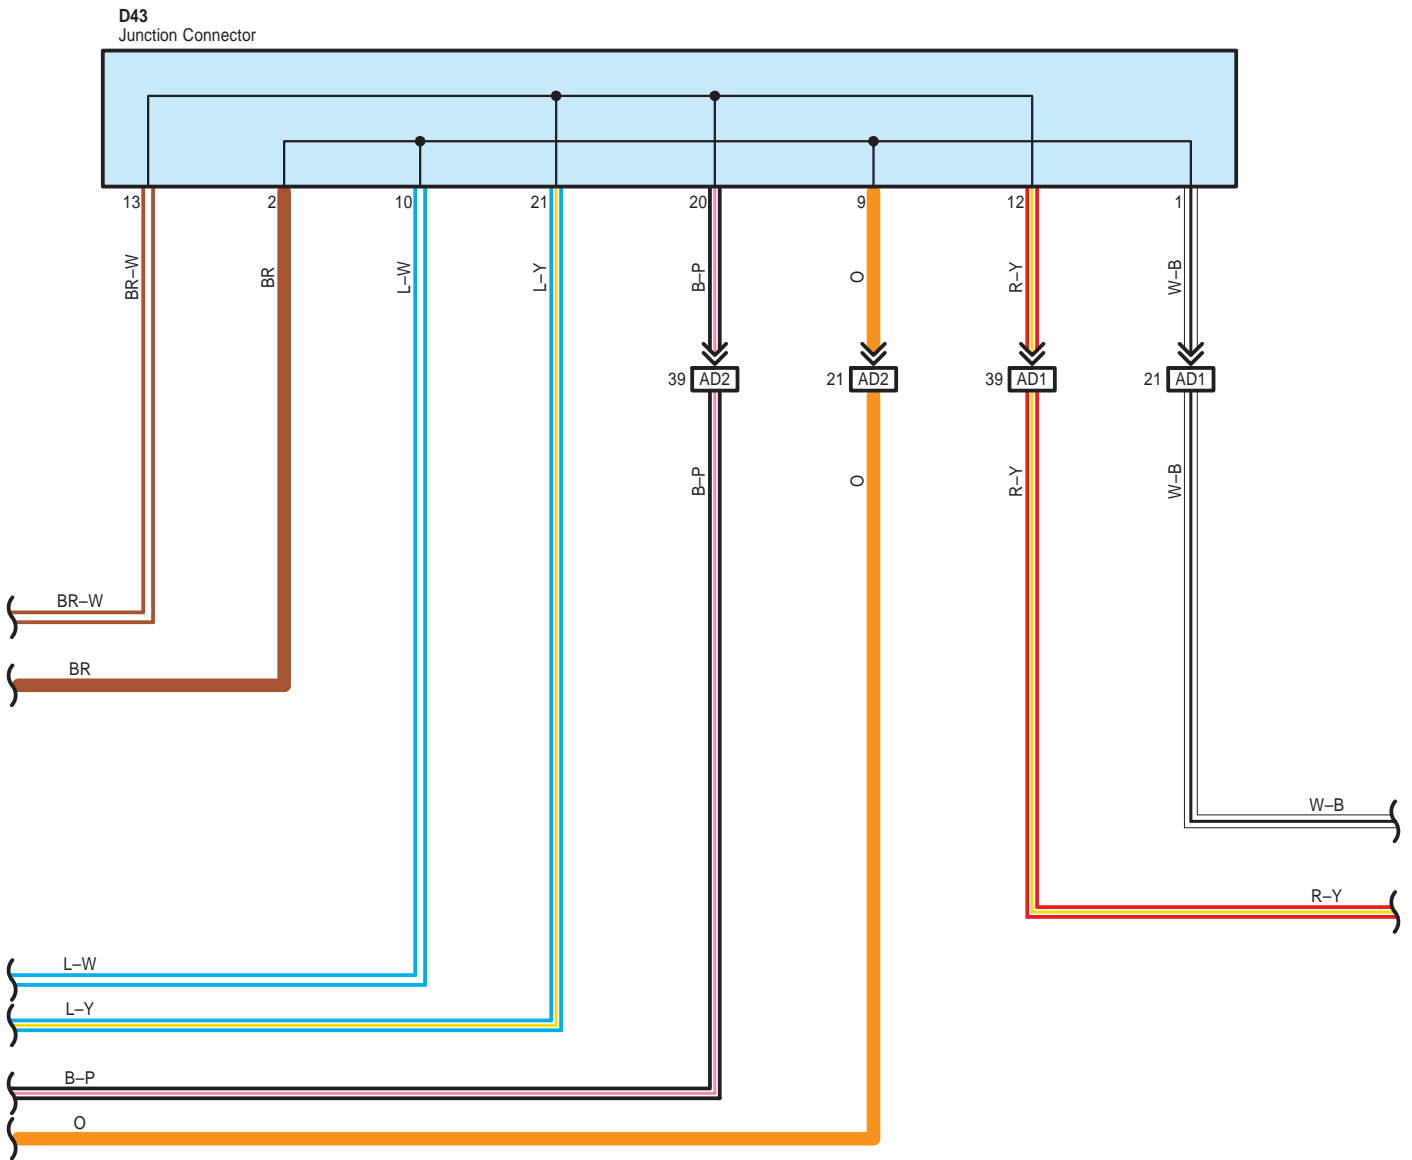 D43
Junction Connector
13
2
10
21
20
9
12
1
BR–W
BR
L–W
L–Y
B–P
O
R–Y
W–B
39 AD2
21 AD2
39 AD1
21 AD1
B–P
O
R–Y
W–B
BR–W
BR
W–B
R–Y
L–W
L–Y
B–P
O